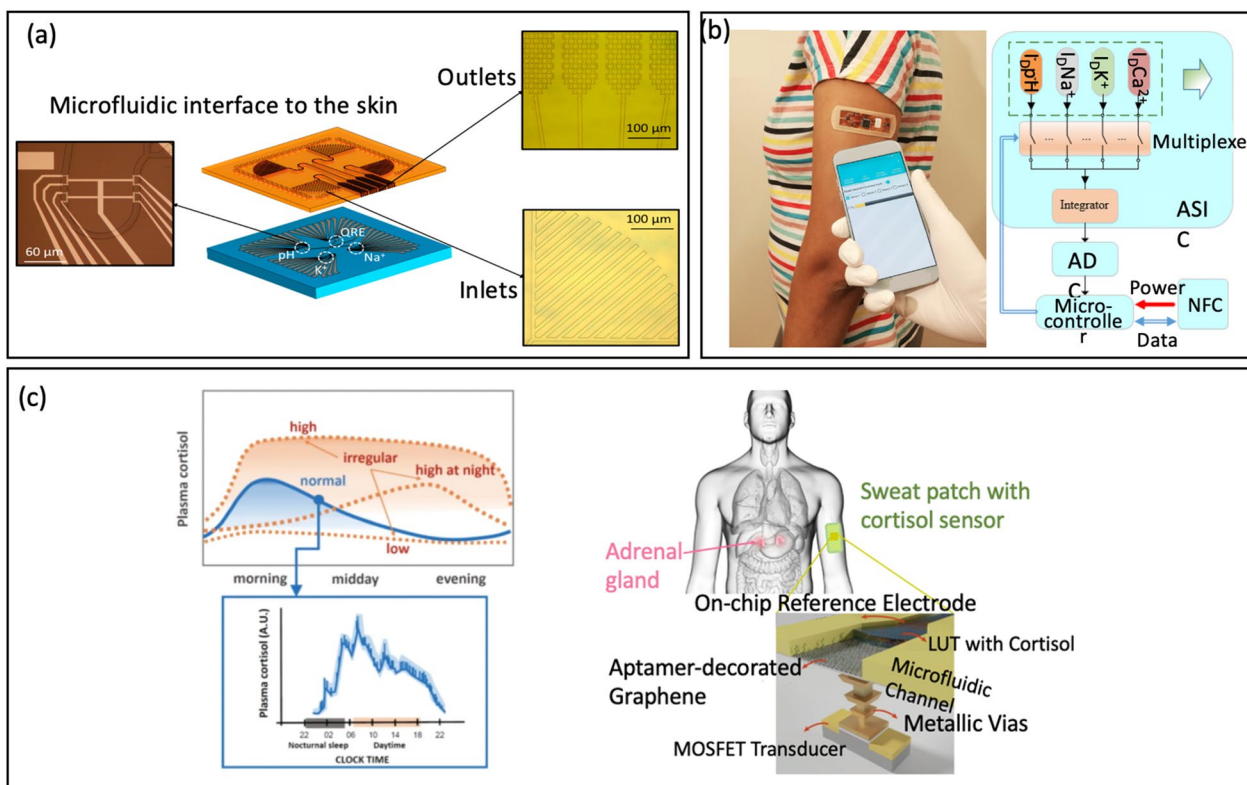 (a)
Microfluidic interface to the skin
Outlets
100 µm
60 µm
QRE
pH
Na⁺
K⁺
Inlets
100 µm
(b)
I'DpH
IDNa⁺
IDK⁺
IDCa²⁺
Multiplexe
Integrator
ASI
C
AD
C
Power
Micro-
controlle
r
NFC
Data
(c)
Plasma cortisol
high
irregular
high at night
normal
low
morning
midday
evening
Plasma cortisol (A.U.)
22 02 06 10 14 18 22
Nocturnal sleep
Daytime
CLOCK TIME
Sweat patch with
cortisol sensor
Adrenal
gland
On-chip Reference Electrode
LUT with Cortisol
Aptamer-decorated
Graphene
Microfluidic
Channel
Metallic Vias
MOSFET Transducer